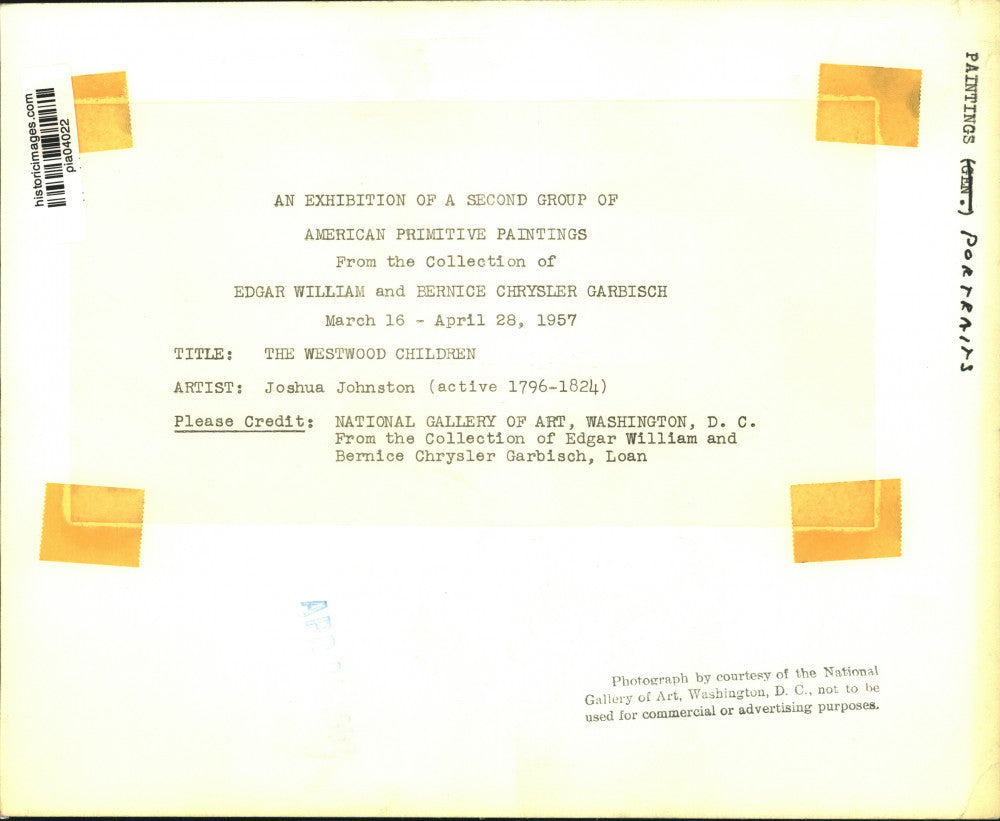 historicimages.com
pia04022
PAINTINGS (GEN.) PORTRAITS
AN EXHIBITION OF A SECOND GROUP OF
AMERICAN PRIMITIVE PAINTINGS
From the Collection of
EDGAR WILLIAM and BERNICE CHRYSLER GARBISCH
March 16 - April 28, 1957
TITLE: THE WESTWOOD CHILDREN
ARTIST: Joshua Johnston (active 1796-1824)
Please Credit: NATIONAL GALLERY OF ART, WASHINGTON, D. C.
From the Collection of Edgar William and
Bernice Chrysler Garbisch, Loan
Photograph by courtesy of the National
Gallery of Art, Washington, D. C., not to be
used for commercial or advertising purposes.